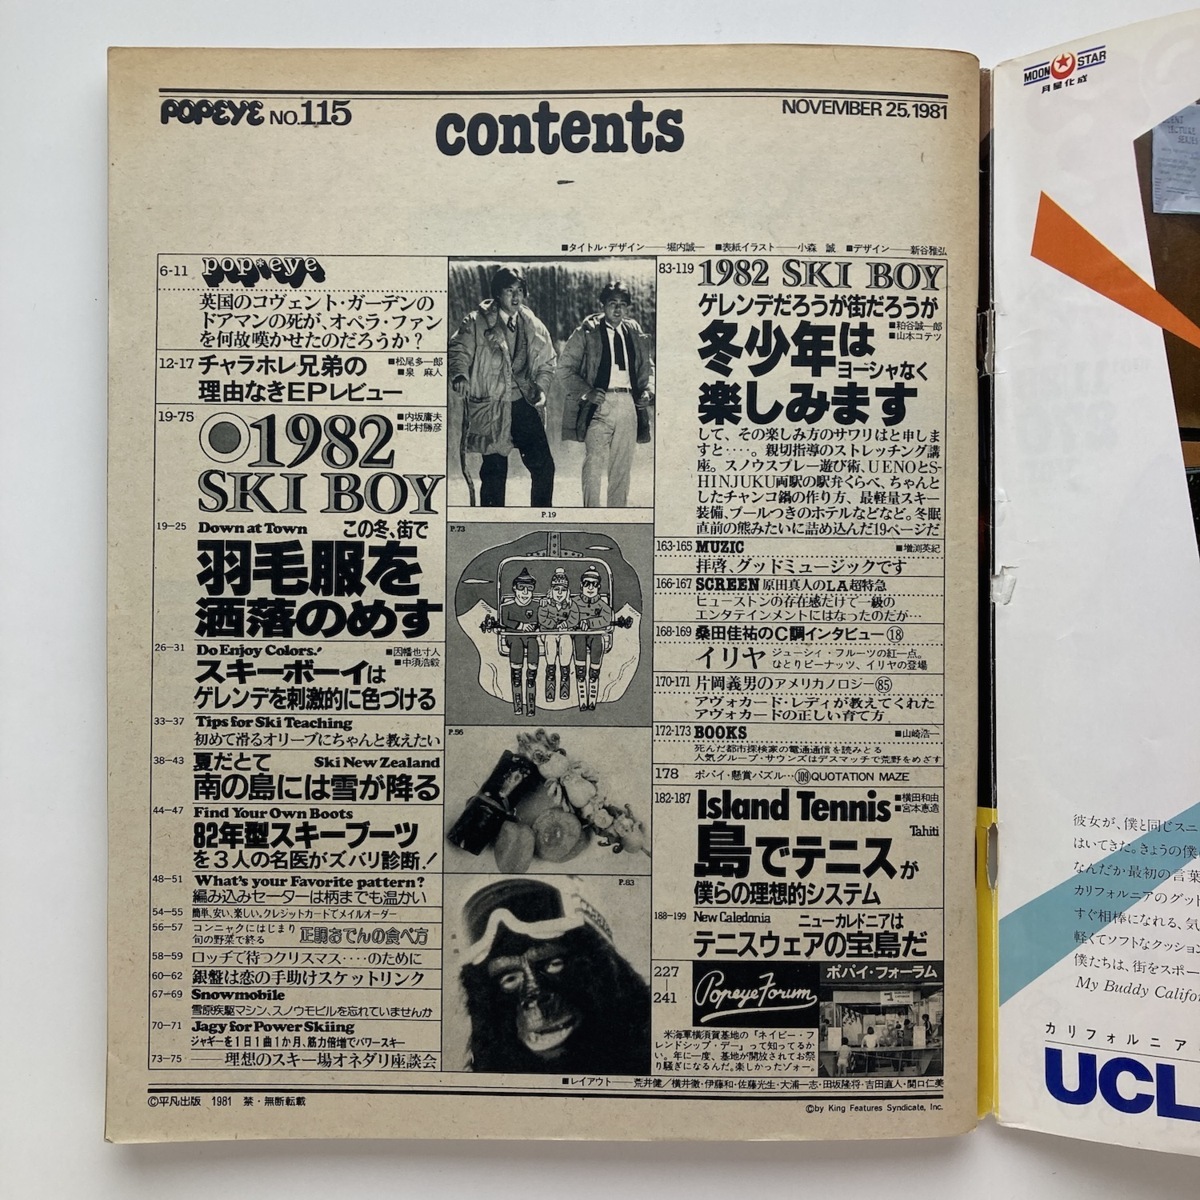 POPEYE NO.115
contents
NOVEMBER 25, 1981
■タイトル・デザイン――堀内誠一 ■表紙イラスト――小森 誠 ■デザイン――新谷雅弘
6-11 pop*eye
英国のコヴェント・ガーデンの
ドアマンの死が、オペラ・ファン
を何故嘆かせたのだろうか?
12-17 チャラホレ兄弟の
■松尾多一郎
■泉 麻人
理由なきEPレビュー
19-75
■内坂庸夫
■北村勝彦
1982
SKI BOY
19-25 Down at Town この冬、街で
羽毛服を
洒落のめす
26-31 Do Enjoy Colors!
■因幡也寸人
■中須浩毅
スキーボーイは
ゲレンデを刺激的に色づける
33-37 Tips for Ski Teaching
初めて滑るオリーブにちゃんと教えたい
38-43 夏だとて Ski New Zealand
南の島には雪が降る
44-47 Find Your Own Boots
82年型スキーブーツ
を3人の名医がズバリ診断!
48-51 What's your Favorite pattern?
編み込みセーターは柄までも温かい
54-55 簡単、安い、楽しい、クレジットカードでメイルオーダー
56-57 コンニャクにはじまり
旬の野菜で終る 正調おでんの食べ方
58-59 ロッヂで待つクリスマス‥‥のために
60-62 銀盤は恋の手助けスケットリンク
67-69 Snowmobile
雪原疾駆マシン、スノウモビルを忘れていませんか
70-71 Jagy for Power Skiing
ジャギーを1日1曲1か月、筋力倍増でパワースキー
73-75 ――理想のスキー場オネダリ座談会
P.19
P.73
P.56
P.83
83-119 1982 SKI BOY
ゲレンデだろうが街だろうが
■粕谷誠一郎
■山本コテツ
冬少年は
ヨーシャなく
楽しみます
して、その楽しみ方のサワリはと申しま
すと‥‥。親切指導のストレッチング講
座。スノウスプレー遊び術、UENOとS-
HINJUKU両駅の駅弁くらべ、ちゃんと
したチャンコ鍋の作り方、最軽量スキー
装備、プールつきのホテルなどなど。冬眠
直前の熊みたいに詰め込んだ19ページだ
163-165 MUZIC ■増渕英紀
拝啓、グッドミュージックです
166-167 SCREEN 原田真人のLA超特急
ヒューストンの存在感だけで一級の
エンタテインメントにはなったのだが…
168-169 桑田佳祐のC調インタビュー⑱
イリヤ ジューシィ・フルーツの紅一点。
ひとりピーナッツ、イリヤの登場
170-171 片岡義男のアメリカノロジー(85)
アヴォカード・レディが教えてくれた
アヴォカードの正しい育て方
172-173 BOOKS ■山崎浩一
死んだ都市探検家の電通通信を読みとる
人気グループ・サウンズはデスマッチで荒野をめざす
178 ポパイ・懸賞パズル…(109)QUOTATION MAZE
182-187 Island Tennis
■横田和由
■宮本恵造
Tahiti
島でテニスが
僕らの理想的システム
188-199 New Caledonia ニューカルドニアは
テニスウェアの宝島だ
227
|
241
Popeye Forum
ポパイ・フォーラム
米海軍横須賀基地の「ネイビー・フ
レンドシップ・デー」って知ってるか
い。年に一度、基地が開放されてお祭
り騒ぎになるんだ。楽しかったゾォー。
■レイアウト――荒井健/横井徹・伊藤和・佐藤光生・大浦一志・田坂隆将・吉田直人・関口仁美
©平凡出版 1981 禁・無断転載
©by King Features Syndicate, Inc.
MOON STAR
月星化成
彼女が、僕と同じスニ
はいてきた。きょうの僕
なんだか最初の言葉
カリフォルニアのグッド
すぐ相棒になれる、気
軽くてソフトなクッション
僕たちは、街をスポー
My Buddy Califo
カリフォルニア
UCL